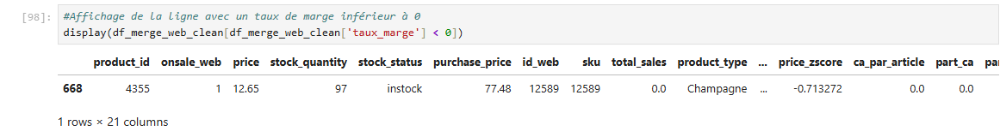 [98]: #Affichage de la ligne avec un taux de marge inférieur à 0
display(df_merge_web_clean[df_merge_web_clean['taux_marge'] < 0])
product_id onsale_web price stock_quantity stock_status purchase_price id_web sku total_sales product_type ... price_zscore ca_par_article part_ca
668 4355 1 12.65 97 instock 77.48 12589 12589 0.0 Champagne ... -0.713272 0.0 0.0
1 rows × 21 columns